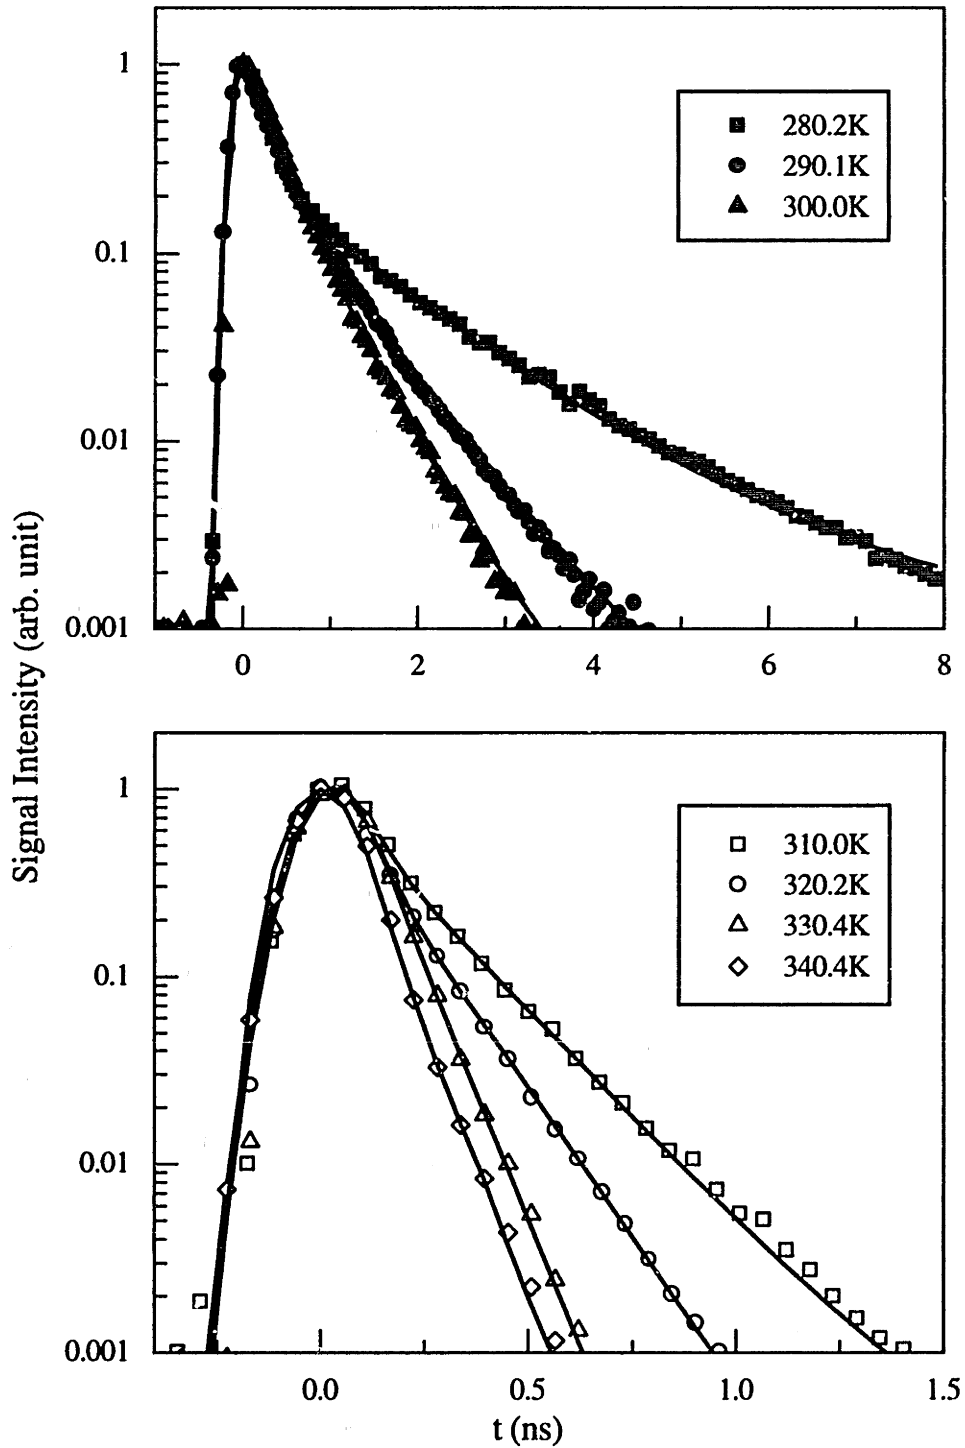 Signal Intensity (arb. unit)
1
0.1
0.01
0.001
280.2K
290.1K
300.0K
0 2 4 6 8
1
0.1
0.01
0.001
310.0K
320.2K
330.4K
340.4K
0.0 0.5 1.0 1.5
t (ns)